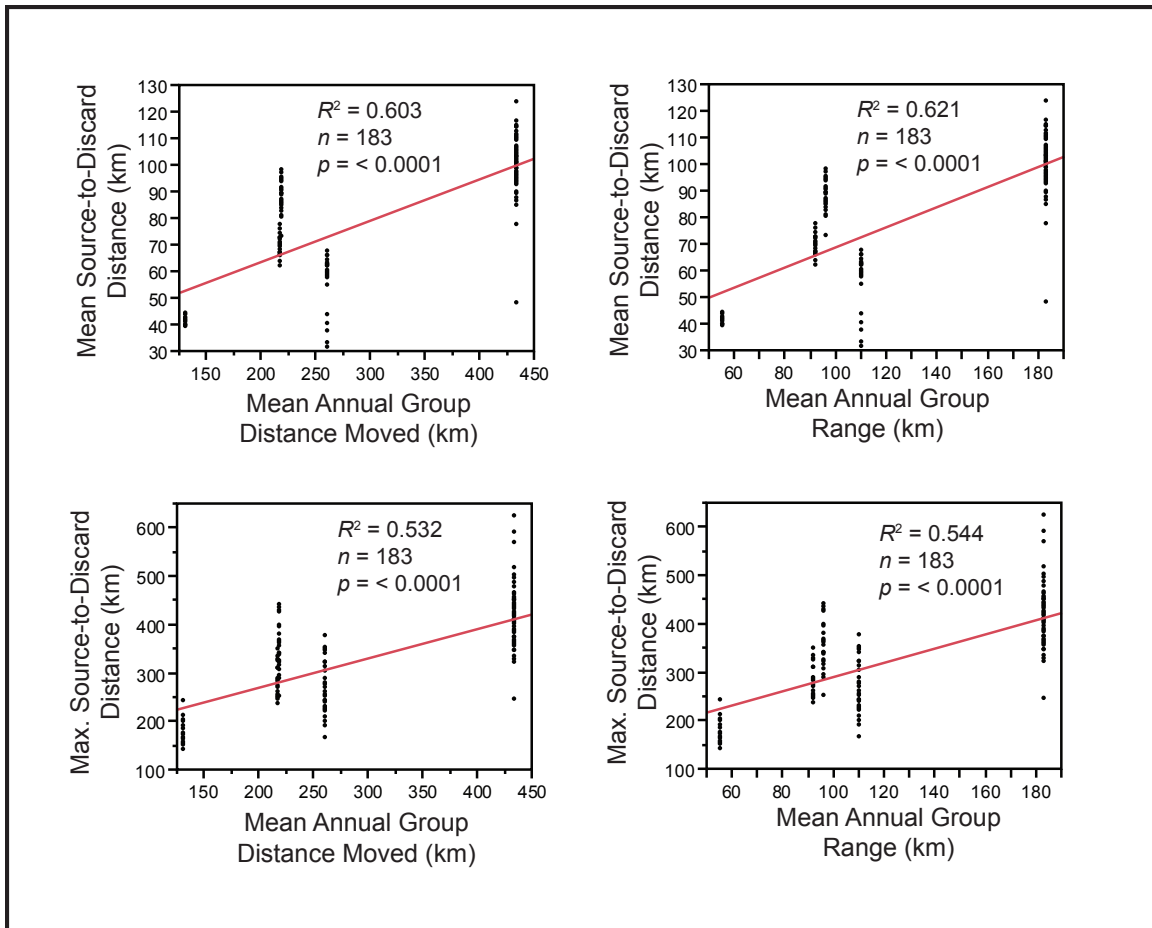 130
120
110
100
90
80
70
60
50
40
30
Mean Source-to-Discard
Distance (km)
R² = 0.603
n = 183
p = < 0.0001
150 200 250 300 350 400 450
Mean Annual Group
Distance Moved (km)
130
120
110
100
90
80
70
60
50
40
30
Mean Source-to-Discard
Distance (km)
R² = 0.621
n = 183
p = < 0.0001
60 80 100 120 140 160 180
Mean Annual Group
Range (km)
600
500
400
300
200
100
Max. Source-to-Discard
Distance (km)
R² = 0.532
n = 183
p = < 0.0001
150 200 250 300 350 400 450
Mean Annual Group
Distance Moved (km)
600
500
400
300
200
100
Max. Source-to-Discard
Distance (km)
R² = 0.544
n = 183
p = < 0.0001
60 80 100 120 140 160 180
Mean Annual Group
Range (km)